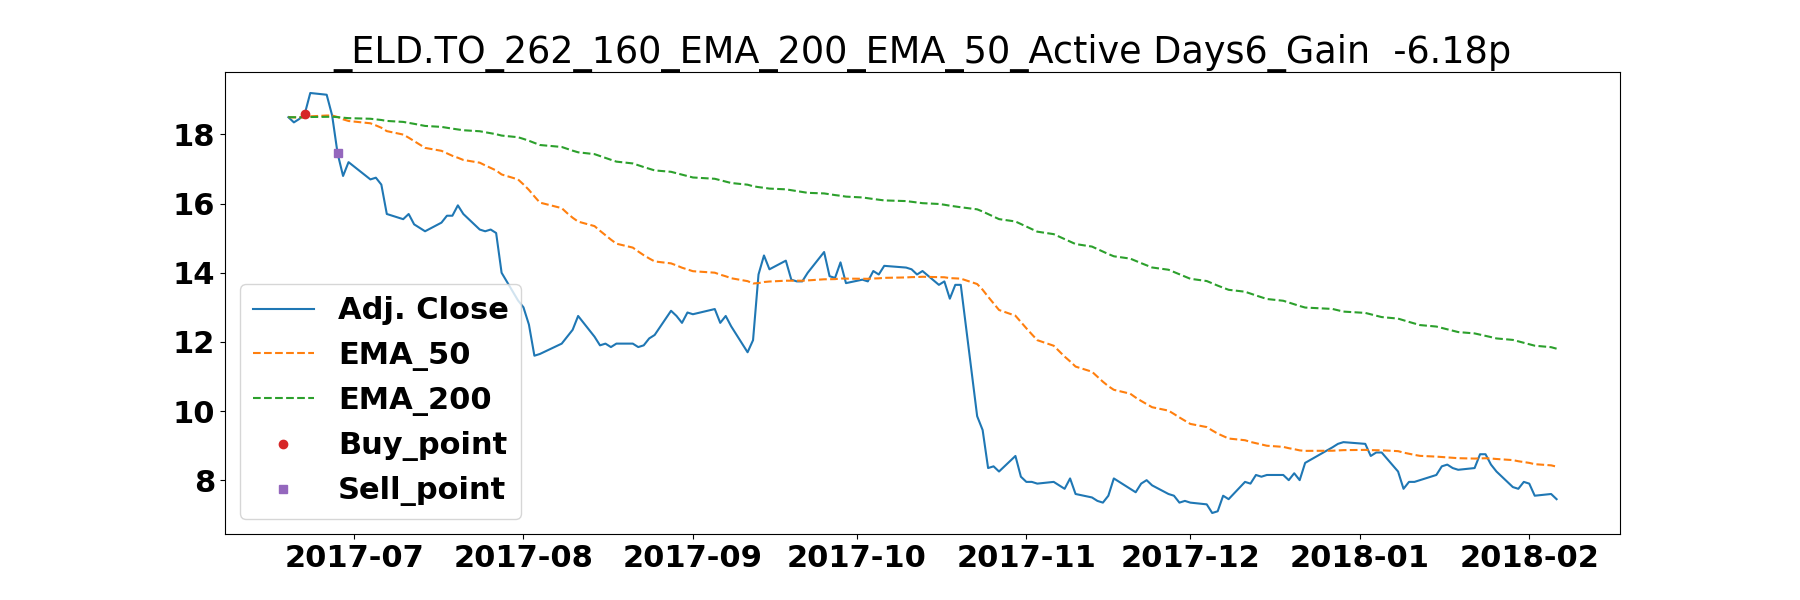 _ELD.TO_262_160_EMA_200_EMA_50_Active Days6_Gain  -6.18p
18
16
14
12
10
8
Adj. Close
EMA_50
EMA_200
Buy_point
Sell_point
2017-07 2017-08 2017-09 2017-10 2017-11 2017-12 2018-01 2018-02